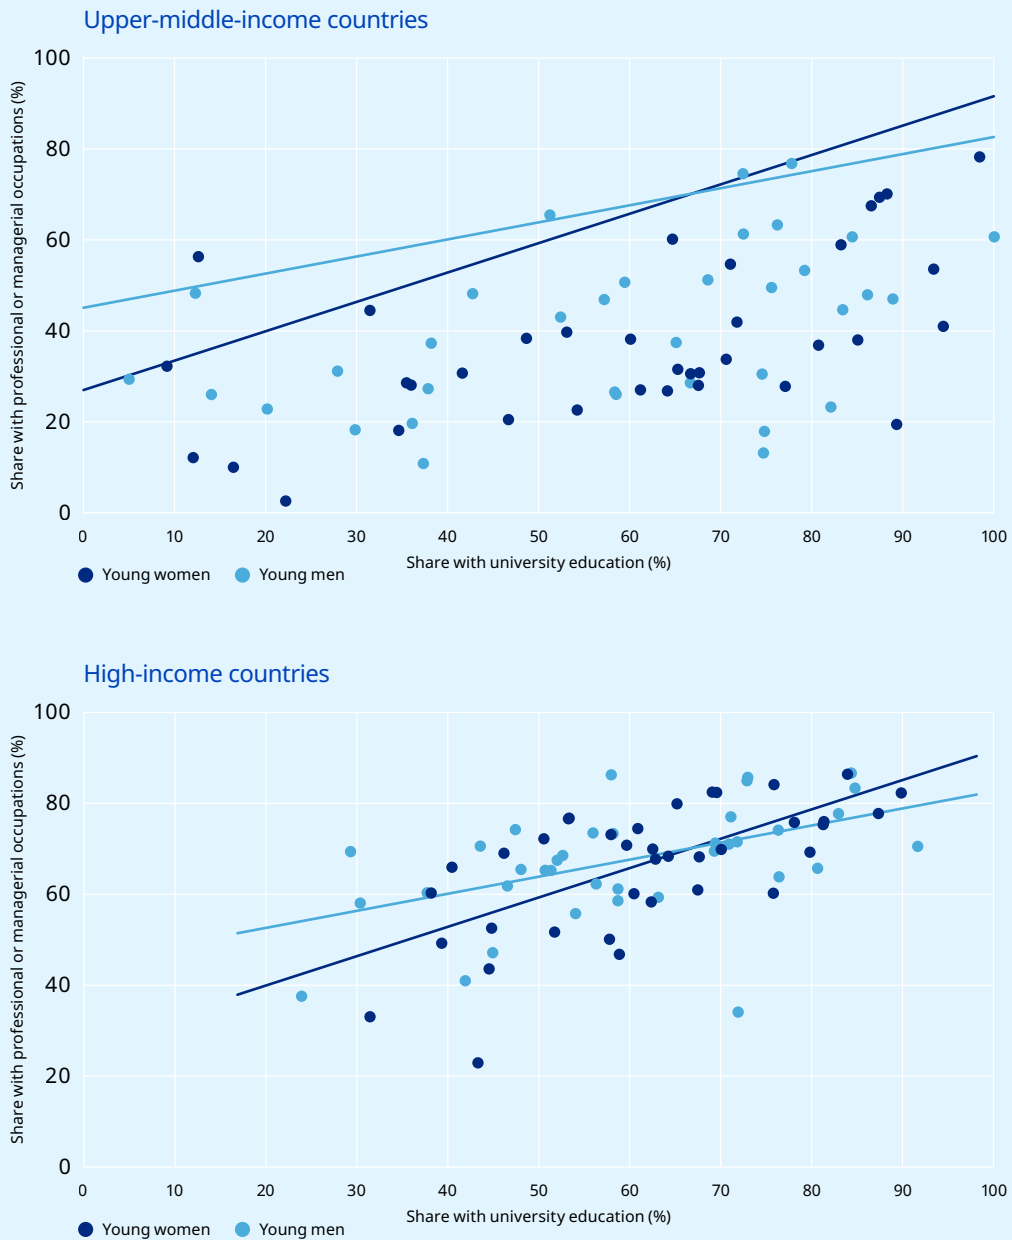 Upper-middle-income countries
Share with professional or managerial occupations (%)
100
80
60
40
20
0
0 10 20 30 40 50 60 70 80 90 100
Share with university education (%)
Young women Young men
High-income countries
Share with professional or managerial occupations (%)
100
80
60
40
20
0
0 10 20 30 40 50 60 70 80 90 100
Share with university education (%)
Young women Young men